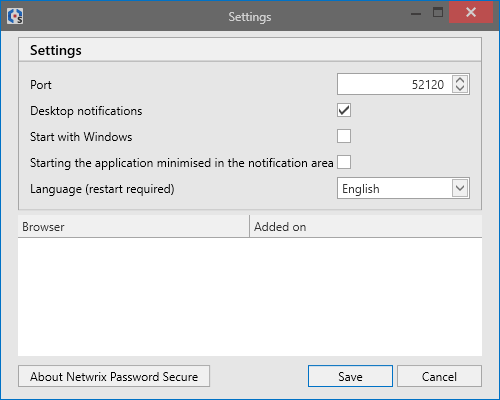 Settings
Settings
Port 52120
Desktop notifications
Start with Windows
Starting the application minimised in the notification area
Language (restart required) English
Browser Added on
About Netwrix Password Secure Save Cancel